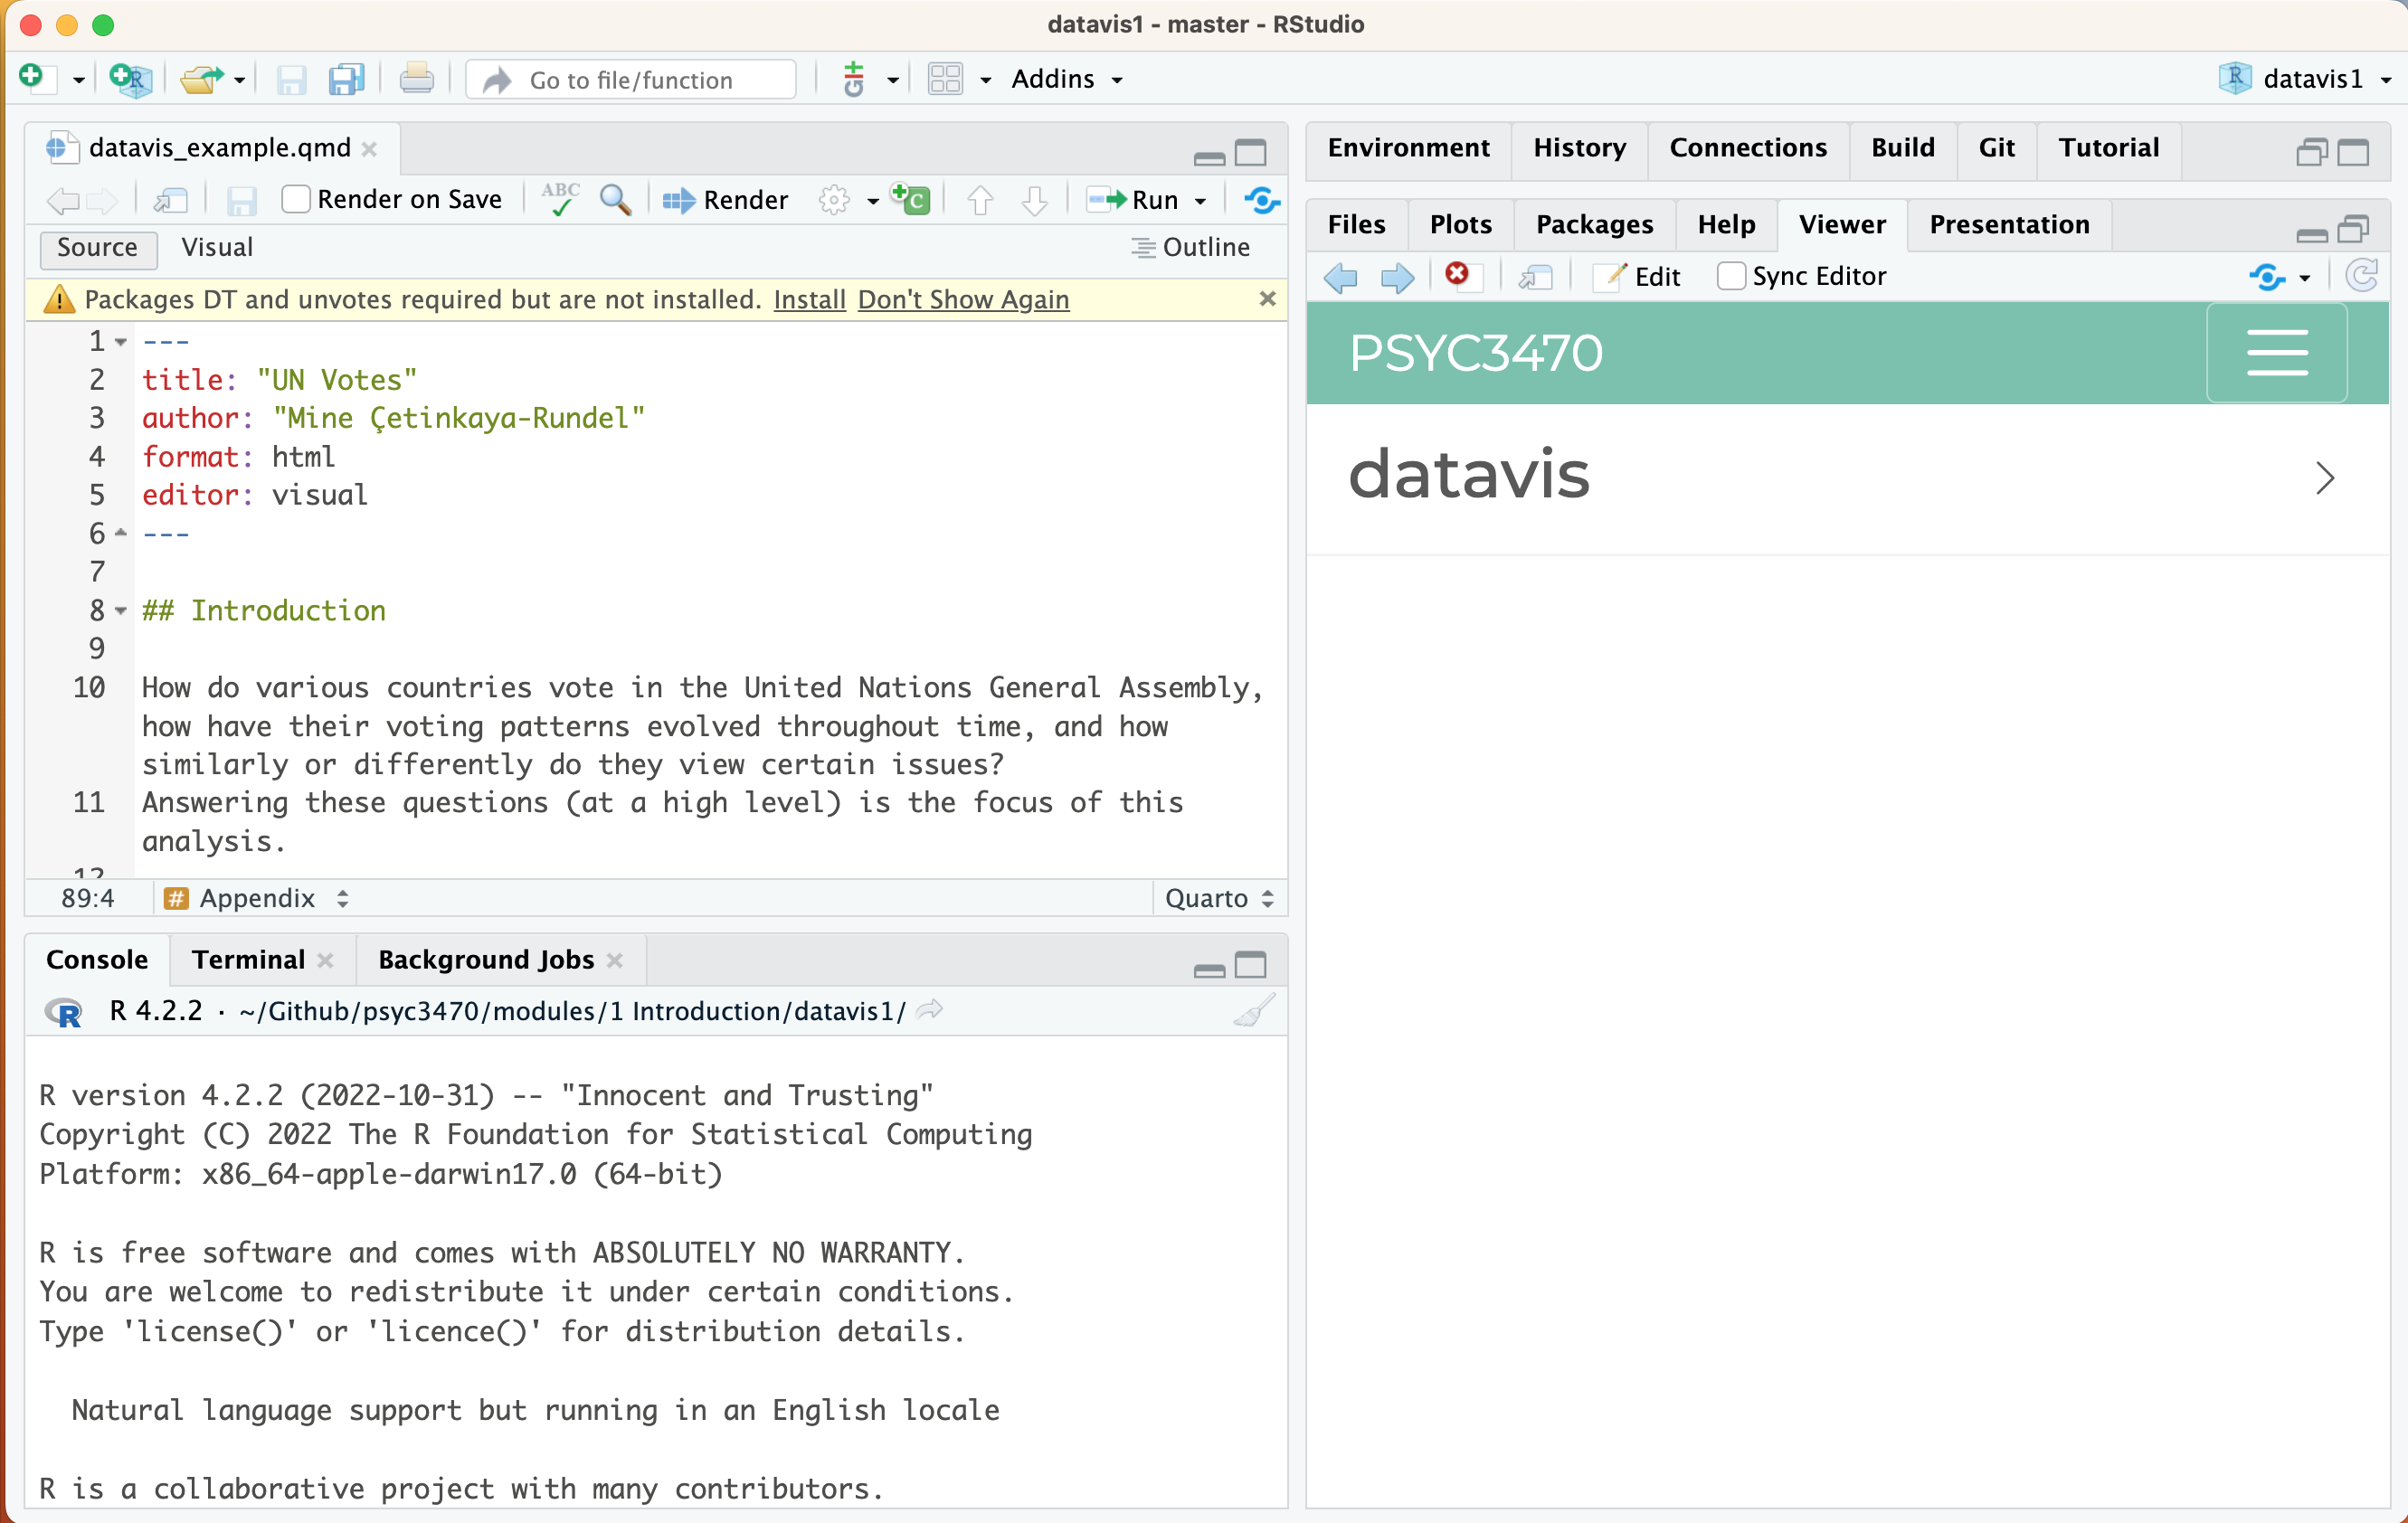 datavis1 - master - RStudio
Go to file/function
Addins
datavis1
datavis_example.qmd
Render on Save
ABC
Render
Run
Source
Visual
Outline
Packages DT and unvotes required but are not installed. Install Don't Show Again
1 ---
2 title: "UN Votes"
3 author: "Mine Çetinkaya-Rundel"
4 format: html
5 editor: visual
6 ---
7
8 ## Introduction
9
10 How do various countries vote in the United Nations General Assembly,
how have their voting patterns evolved throughout time, and how
similarly or differently do they view certain issues?
11 Answering these questions (at a high level) is the focus of this
analysis.
12
89:4
# Appendix
Quarto
Console
Terminal
Background Jobs
R 4.2.2 · ~/Github/psyc3470/modules/1 Introduction/datavis1/
R version 4.2.2 (2022-10-31) -- "Innocent and Trusting"
Copyright (C) 2022 The R Foundation for Statistical Computing
Platform: x86_64-apple-darwin17.0 (64-bit)
R is free software and comes with ABSOLUTELY NO WARRANTY.
You are welcome to redistribute it under certain conditions.
Type 'license()' or 'licence()' for distribution details.
Natural language support but running in an English locale
R is a collaborative project with many contributors.
Environment
History
Connections
Build
Git
Tutorial
Files
Plots
Packages
Help
Viewer
Presentation
Edit
Sync Editor
PSYC3470
datavis